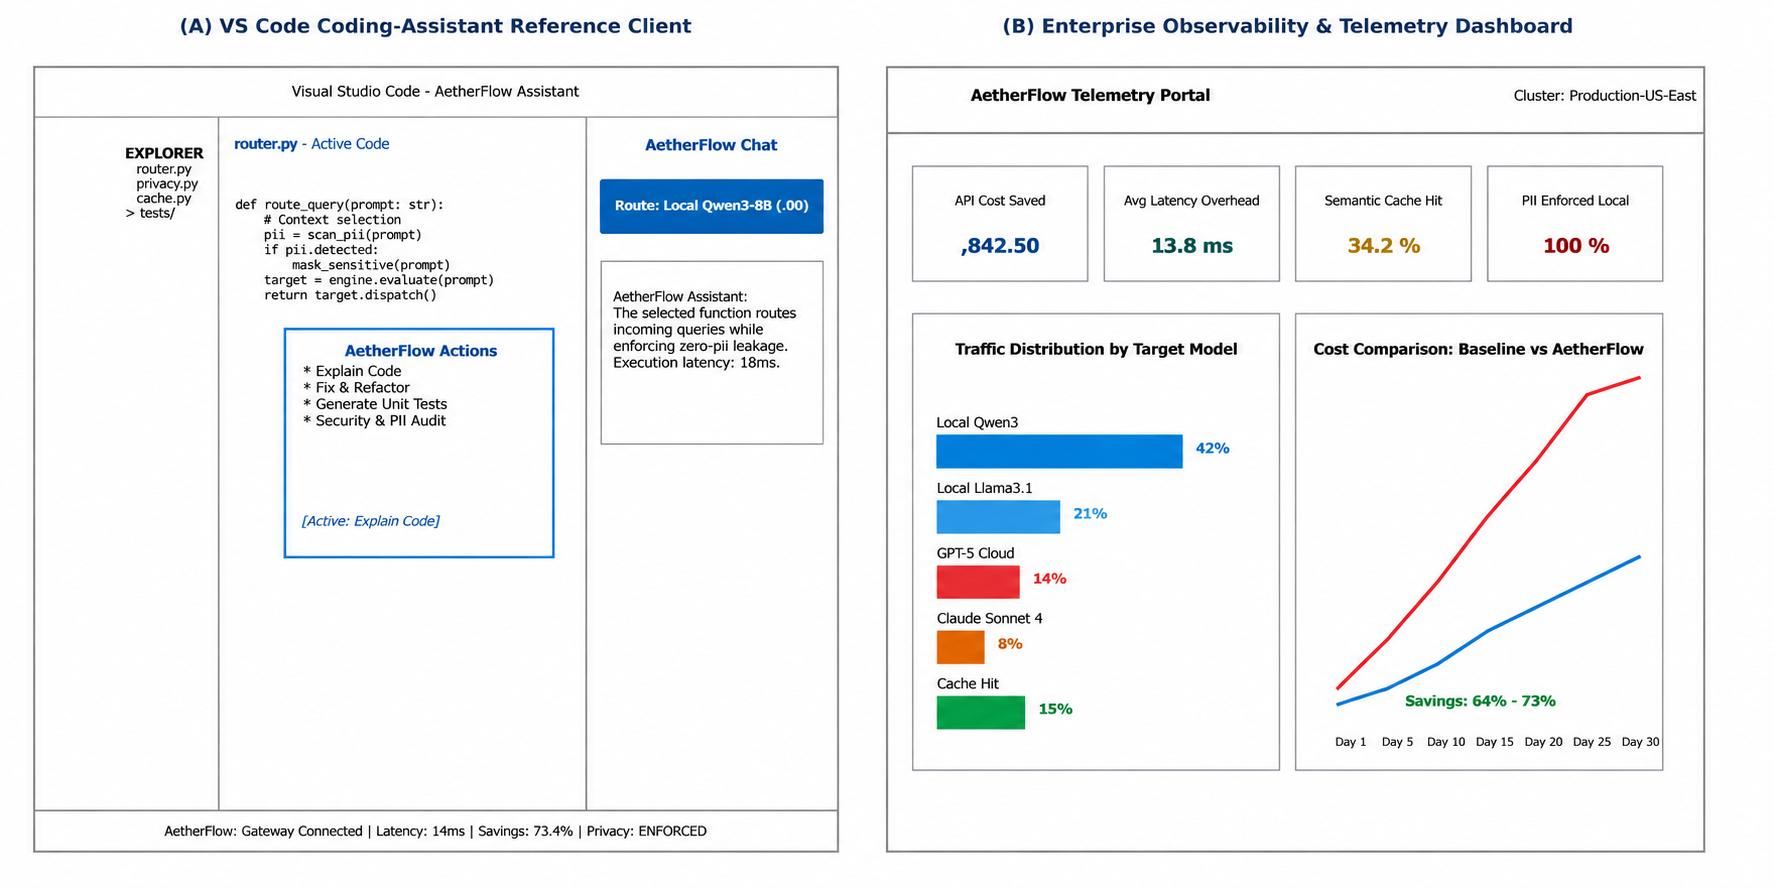 (A) VS Code Coding-Assistant Reference Client
Visual Studio Code - AetherFlow Assistant
EXPLORER
router.py
privacy.py
cache.py
> tests/
router.py - Active Code
def route_query(prompt: str):
    # Context selection
    pii = scan_pii(prompt)
    if pii.detected:
        mask_sensitive(prompt)
    target = engine.evaluate(prompt)
    return target.dispatch()
AetherFlow Actions
* Explain Code
* Fix & Refactor
* Generate Unit Tests
* Security & PII Audit
[Active: Explain Code]
AetherFlow Chat
Route: Local Qwen3-8B (.00)
AetherFlow Assistant:
The selected function routes
incoming queries while
enforcing zero-pii leakage.
Execution latency: 18ms.
AetherFlow: Gateway Connected | Latency: 14ms | Savings: 73.4% | Privacy: ENFORCED
(B) Enterprise Observability & Telemetry Dashboard
AetherFlow Telemetry Portal
Cluster: Production-US-East
API Cost Saved
,842.50
Avg Latency Overhead
13.8 ms
Semantic Cache Hit
34.2 %
PII Enforced Local
100 %
Traffic Distribution by Target Model
Local Qwen3
42%
Local Llama3.1
21%
GPT-5 Cloud
14%
Claude Sonnet 4
8%
Cache Hit
15%
Cost Comparison: Baseline vs AetherFlow
Savings: 64% - 73%
Day 1 Day 5 Day 10 Day 15 Day 20 Day 25 Day 30